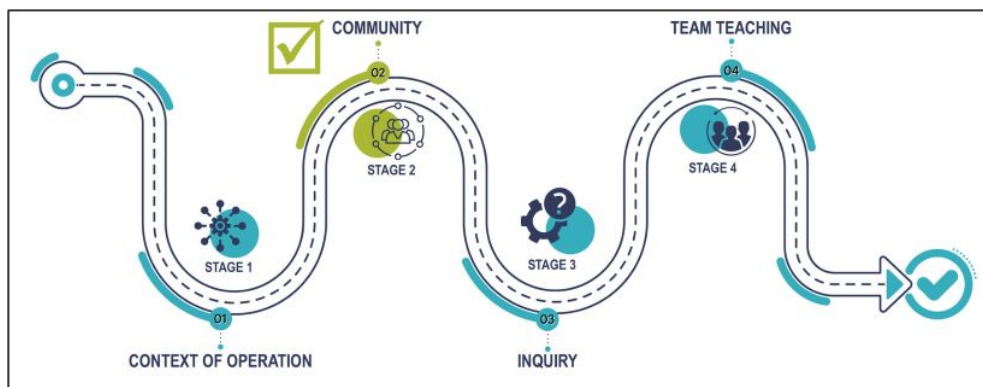 COMMUNITY
TEAM TEACHING
02
04
STAGE 2
STAGE 4
?
STAGE 1
STAGE 3
01
03
CONTEXT OF OPERATION
INQUIRY